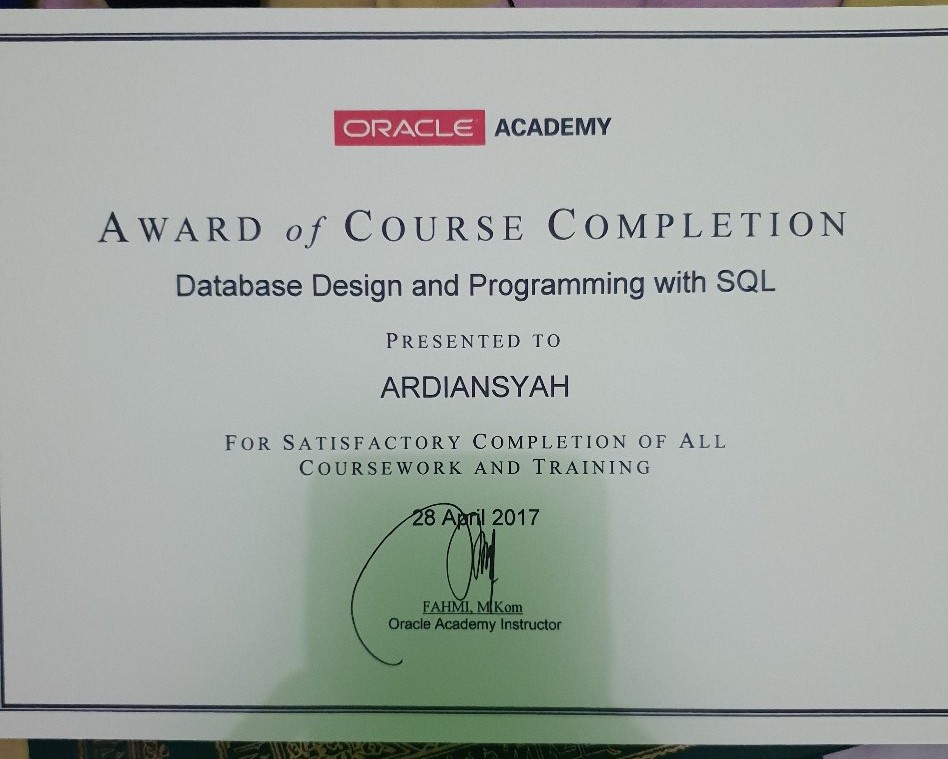 ORACLE ACADEMY
AWARD of COURSE COMPLETION
Database Design and Programming with SQL
PRESENTED TO
ARDIANSYAH
FOR SATISFACTORY COMPLETION OF ALL
COURSEWORK AND TRAINING
28 April 2017
FAHMI, M.Kom
Oracle Academy Instructor